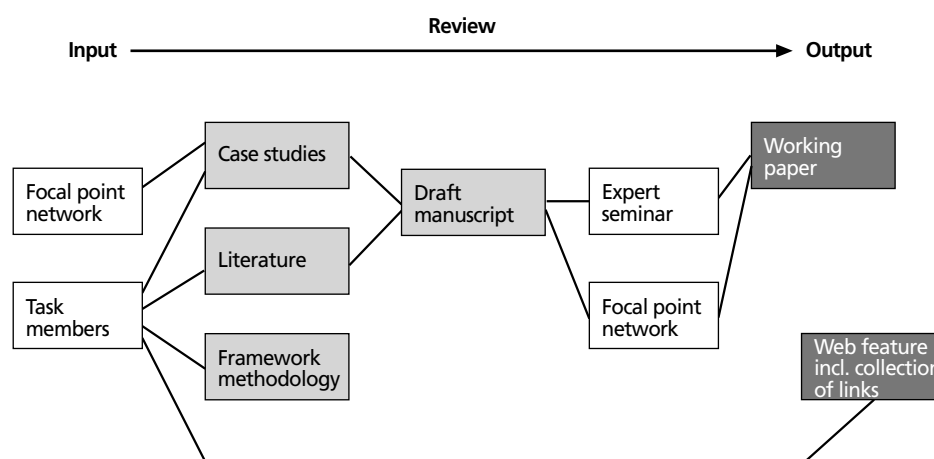 Review
Input
Output
Case studies
Working
paper
Focal point
network
Draft
manuscript
Expert
seminar
Literature
Task
members
Focal point
network
Framework
methodology
Web feature
incl. collection
of links